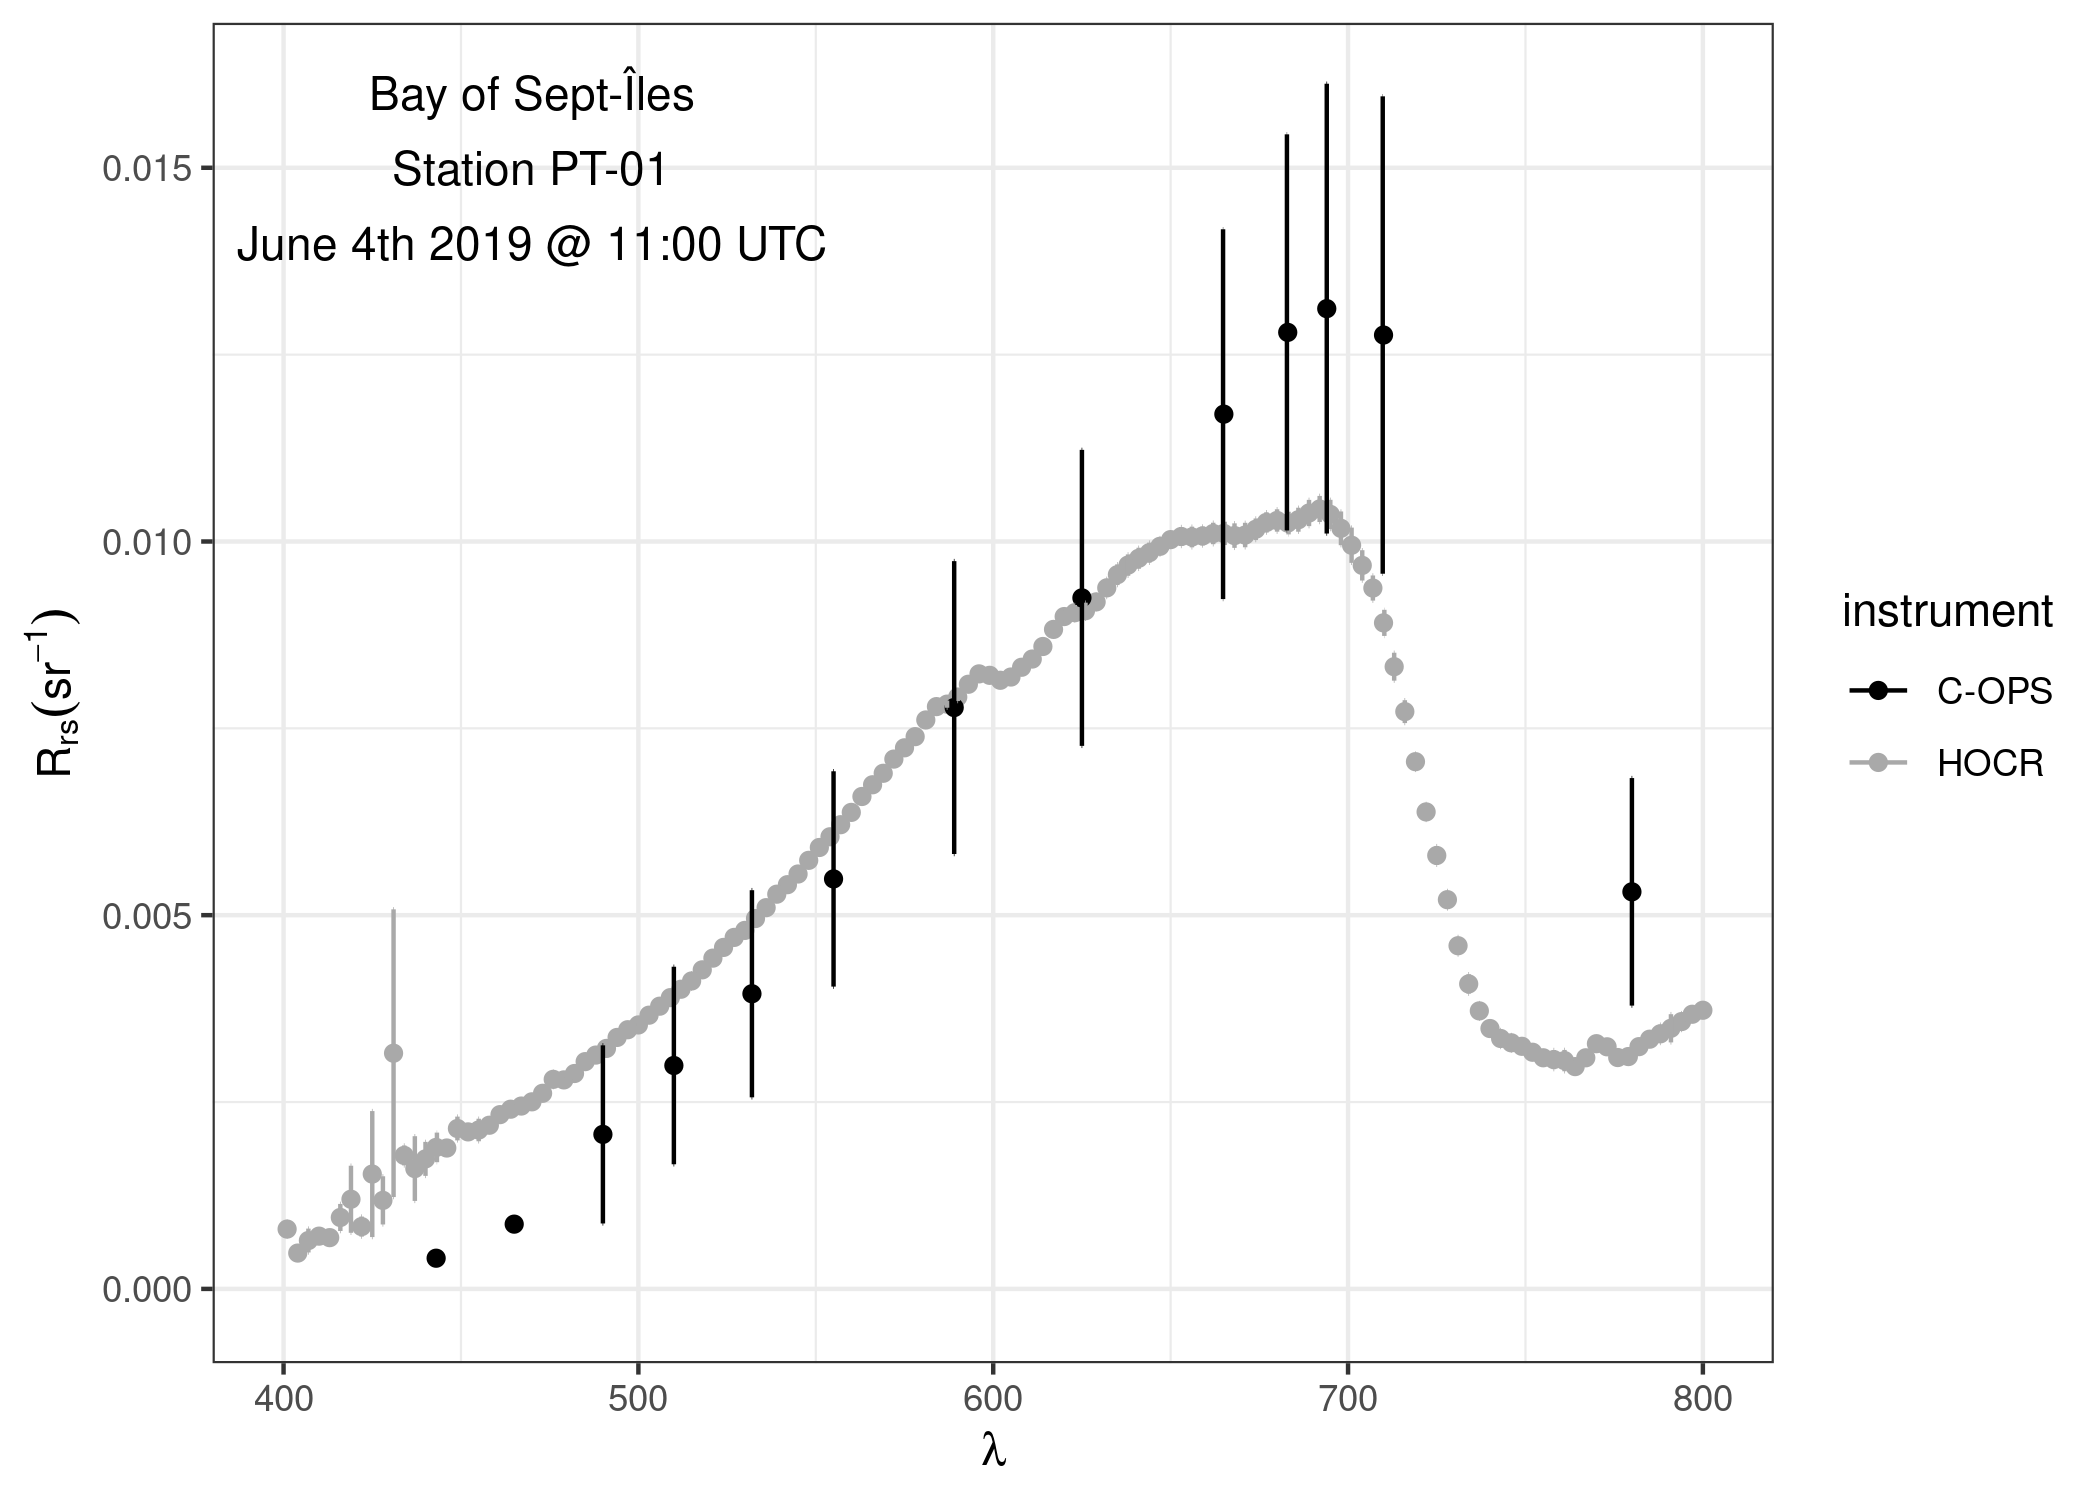 Bay of Sept-Îles
Station PT-01
June 4th 2019 @ 11:00 UTC
0.015
0.010
0.005
0.000
R_rs(sr⁻¹)
400 500 600 700 800
λ
instrument
C-OPS
HOCR